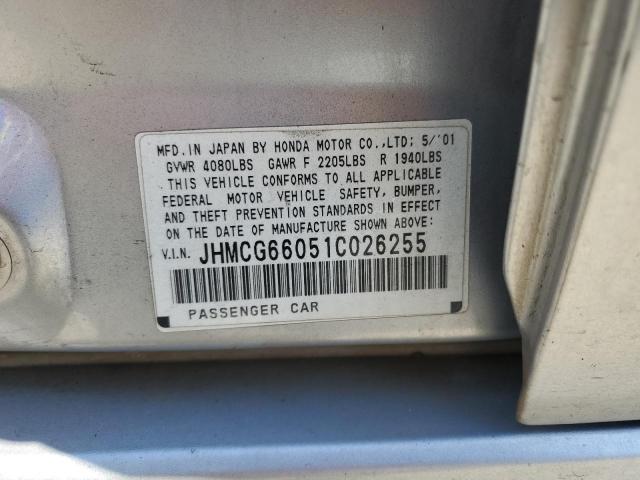 MFD. IN JAPAN BY HONDA MOTOR CO.,LTD; 5/'01
GVWR 4080LBS GAWR F 2205LBS R 1940LBS
THIS VEHICLE CONFORMS TO ALL APPLICABLE
FEDERAL MOTOR VEHICLE SAFETY, BUMPER,
AND THEFT PREVENTION STANDARDS IN EFFECT
ON THE DATE OF MANUFACTURE SHOWN ABOVE:
V.I.N. JHMCG66051C026255
PASSENGER CAR